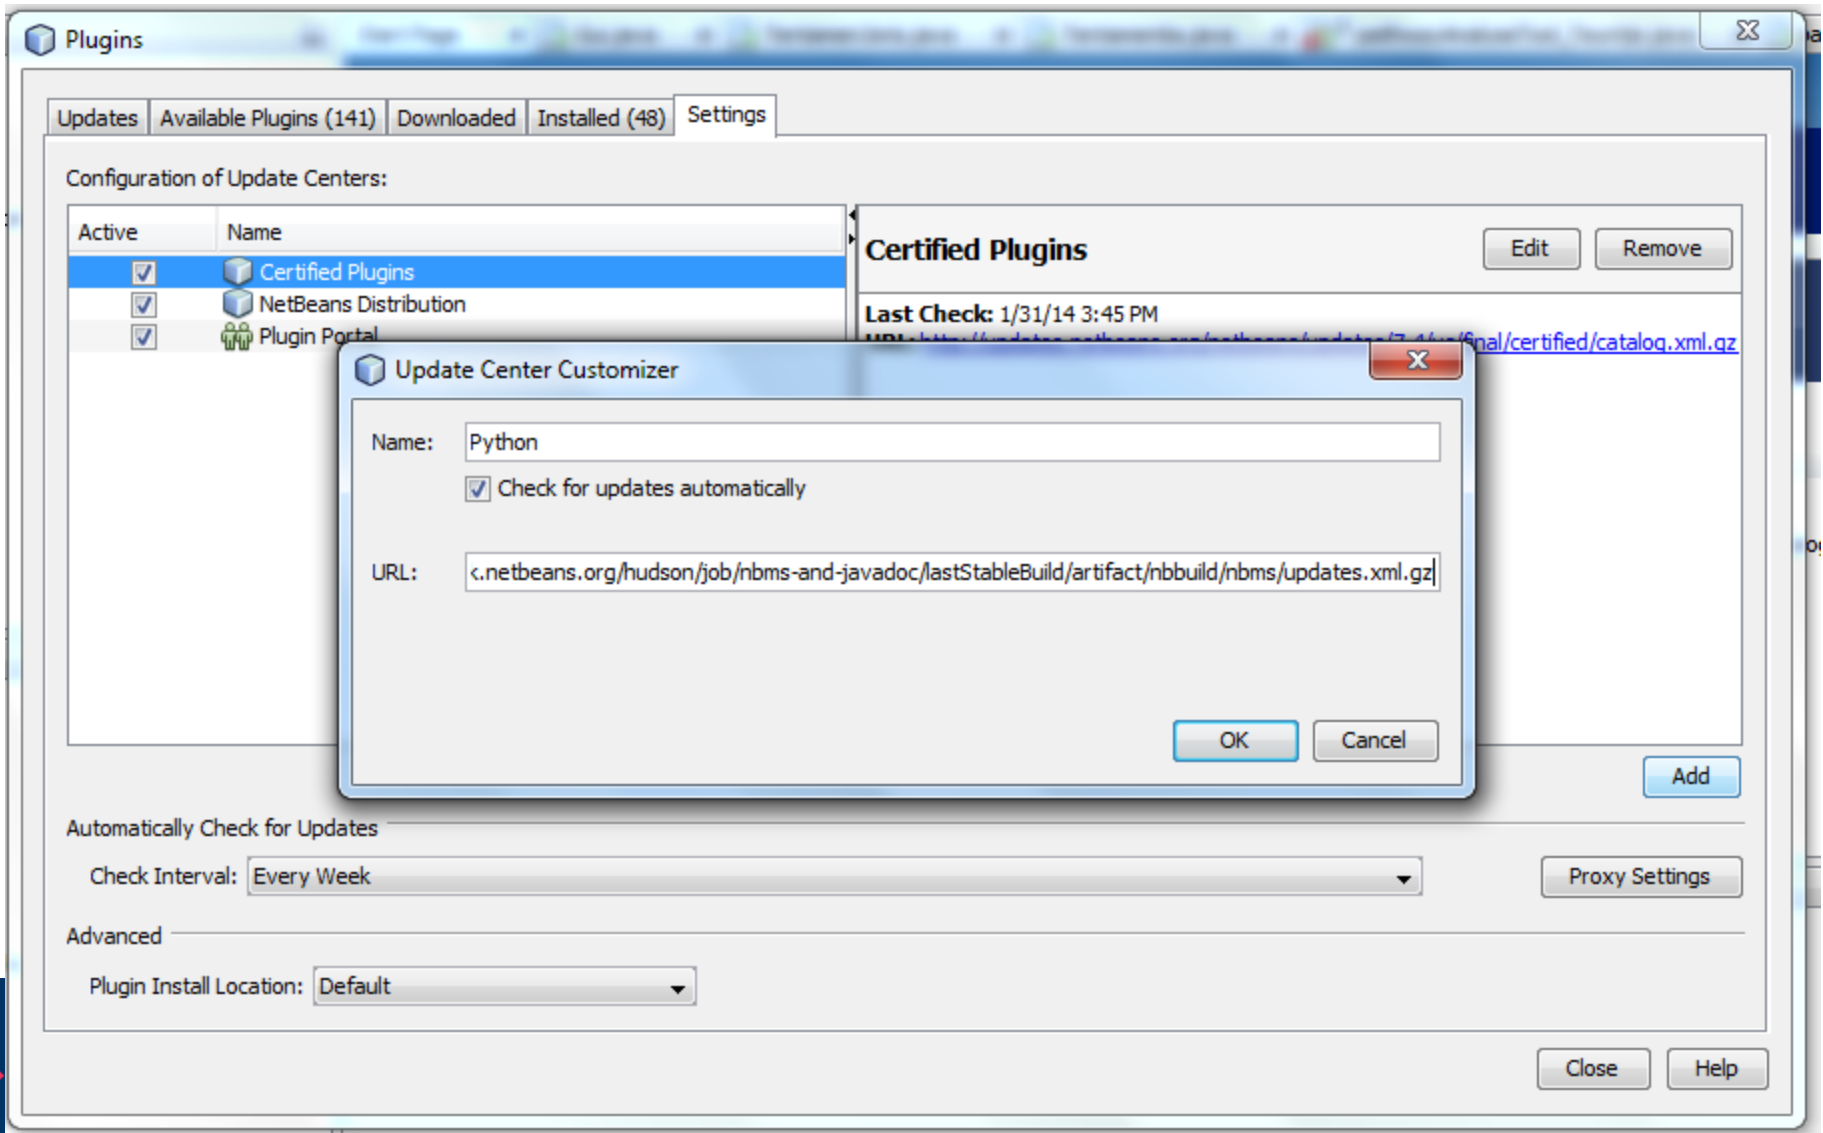 Plugins
Updates Available Plugins (141) Downloaded Installed (48) Settings
Configuration of Update Centers:
Active Name
Certified Plugins
NetBeans Distribution
Plugin Portal
Certified Plugins Edit Remove
Last Check: 1/31/14 3:45 PM
final/certified/catalog.xml.gz
Update Center Customizer
Name: Python
Check for updates automatically
URL: .netbeans.org/hudson/job/nbms-and-javadoc/lastStableBuild/artifact/nbbuild/nbms/updates.xml.gz
OK Cancel
Add
Automatically Check for Updates
Check Interval: Every Week Proxy Settings
Advanced
Plugin Install Location: Default
Close Help